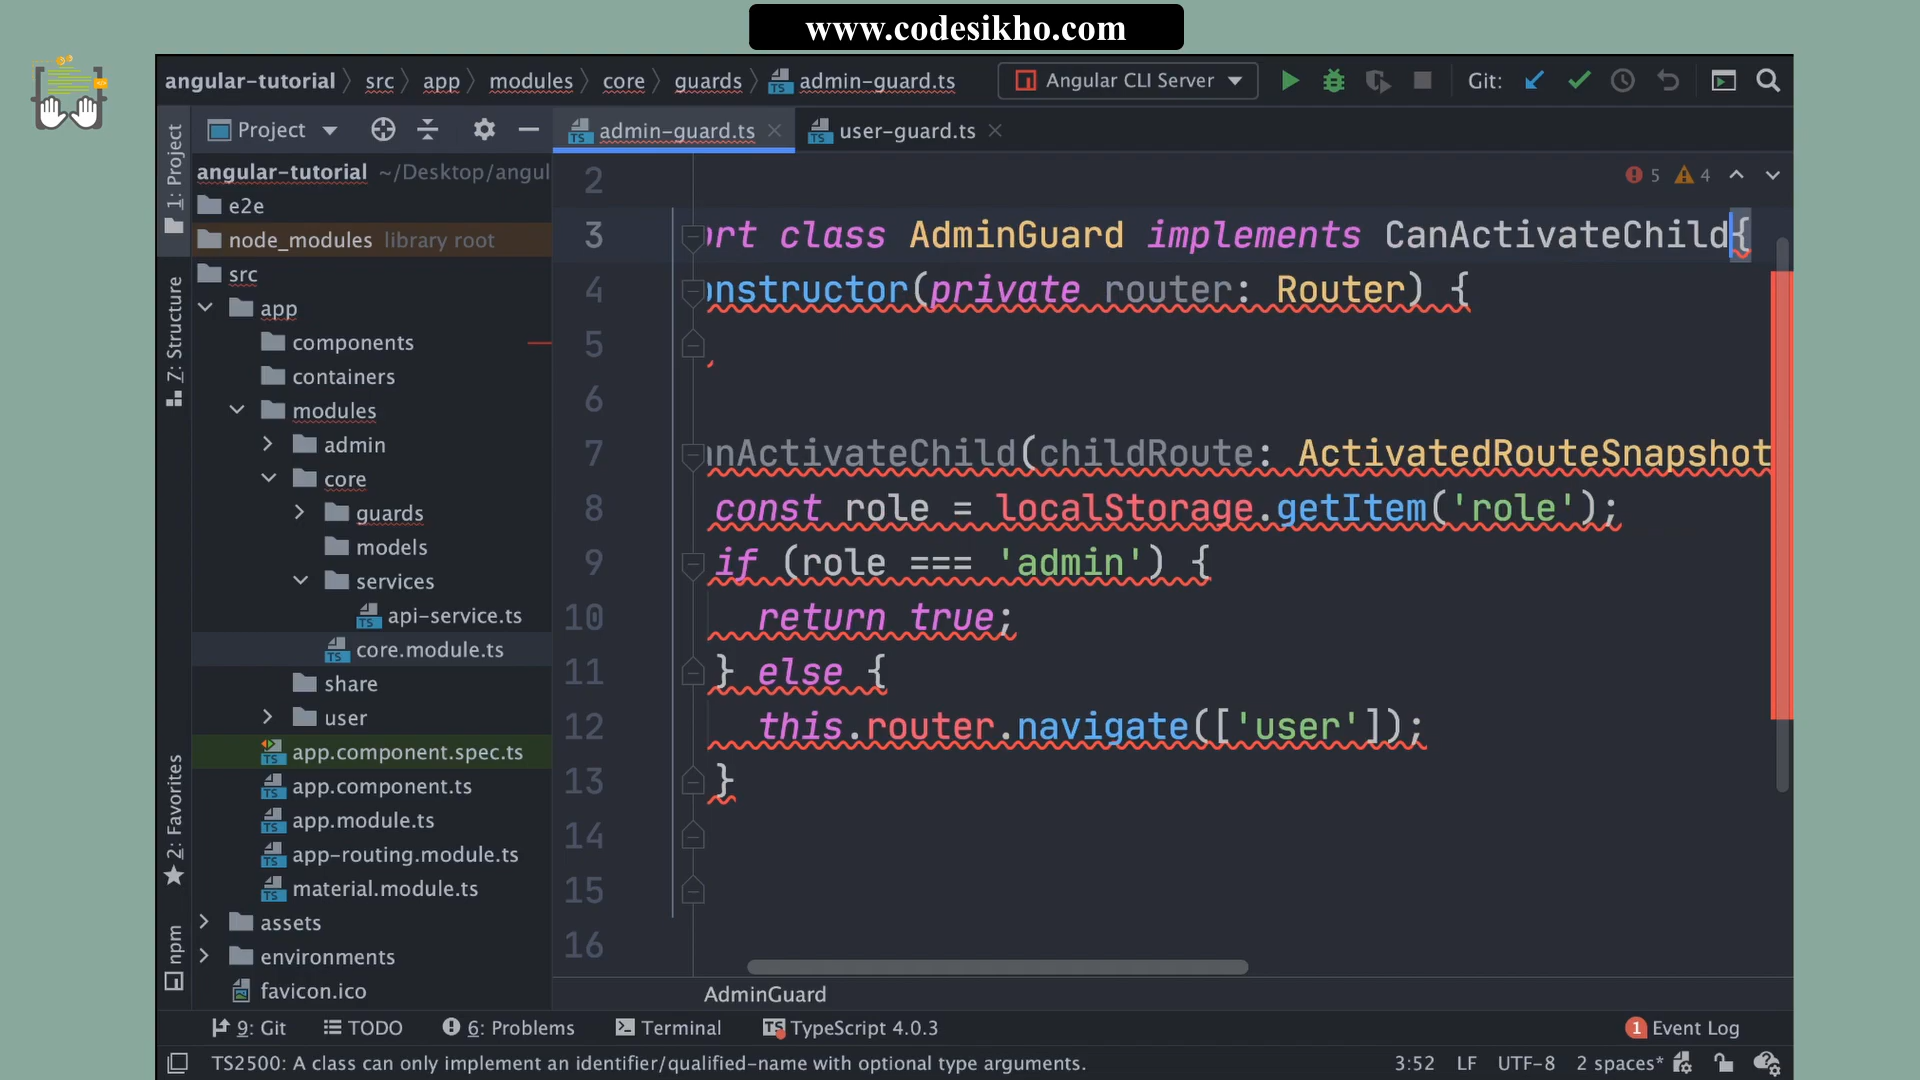 www.codesikho.com
angular-tutorial src app modules core guards admin-guard.ts Angular CLI Server Git:
1: Project
Z: Structure
2: Favorites
npm
Project
angular-tutorial ~/Desktop/angul
e2e
node_modules library root
src
app
components
containers
modules
admin
core
guards
models
services
api-service.ts
core.module.ts
share
user
app.component.spec.ts
app.component.ts
app.module.ts
app-routing.module.ts
material.module.ts
assets
environments
favicon.ico
admin-guard.ts user-guard.ts
5 4
2
3 ort class AdminGuard implements CanActivateChild{
4 onstructor(private router: Router) {
5
6
7 anActivateChild(childRoute: ActivatedRouteSnapshot
8 const role = localStorage.getItem('role');
9 if (role === 'admin') {
10 return true;
11 } else {
12 this.router.navigate(['user']);
13 }
14
15
16
AdminGuard
9: Git TODO 6: Problems Terminal TypeScript 4.0.3 1 Event Log
TS2500: A class can only implement an identifier/qualified-name with optional type arguments. 3:52 LF UTF-8 2 spaces*